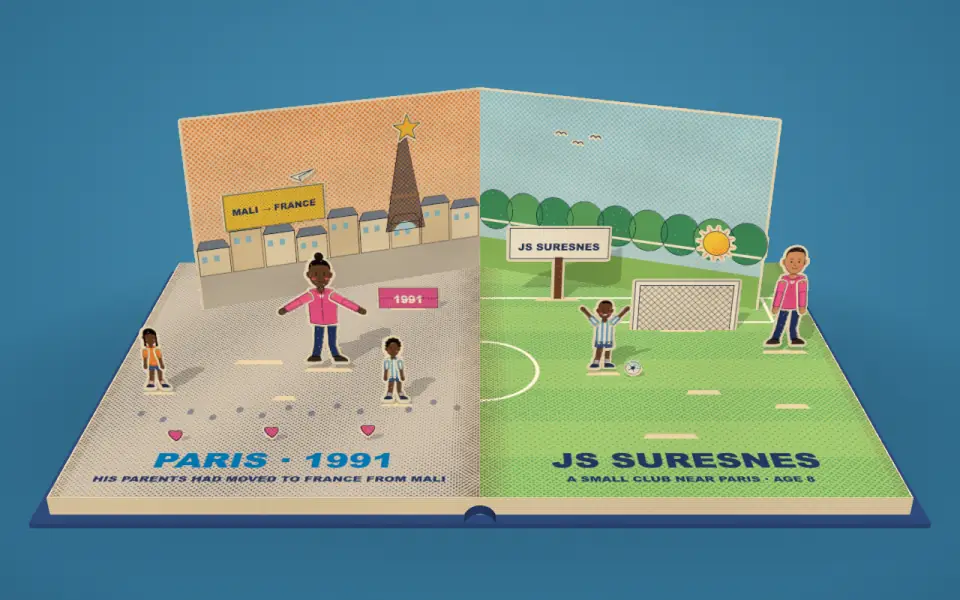 MALI → FRANCE
1991
PARIS · 1991
HIS PARENTS HAD MOVED TO FRANCE FROM MALI
JS SURESNES
JS SURESNES
A SMALL CLUB NEAR PARIS · AGE 8